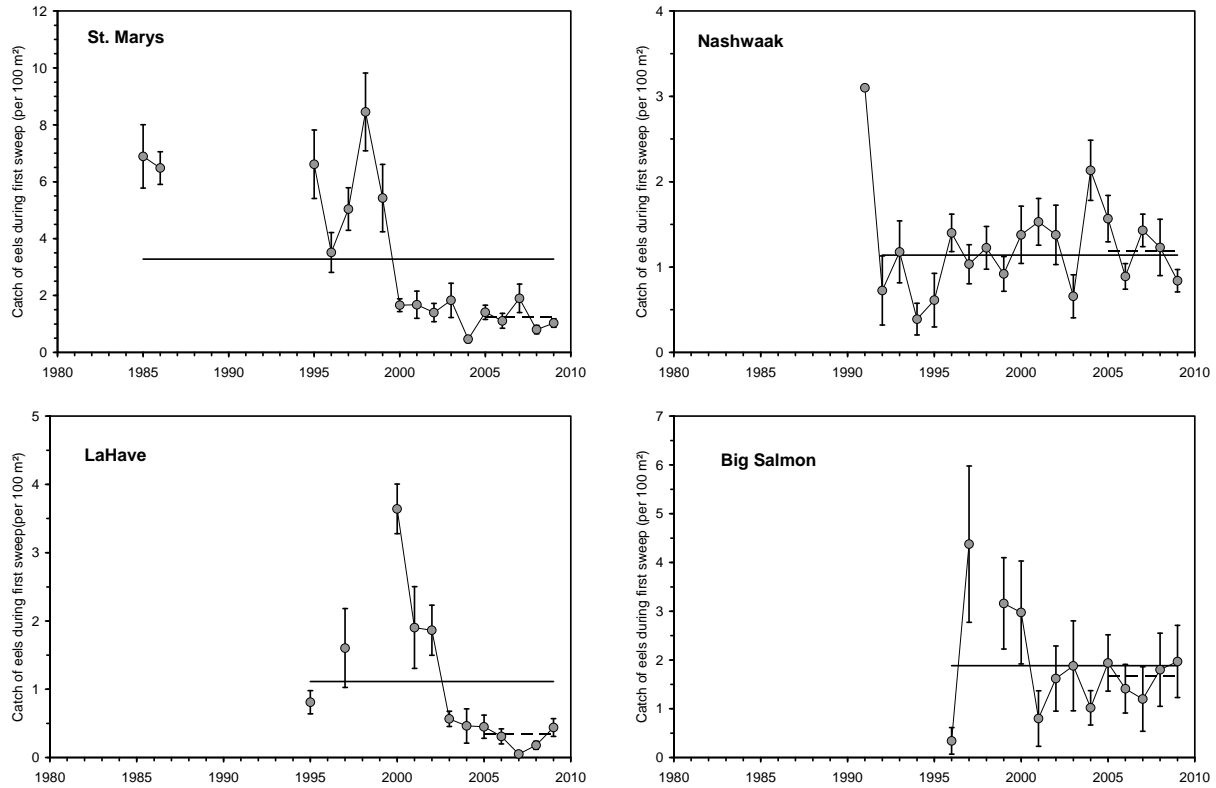 St. Marys
Catch of eels during first sweep (per 100 m²)
12
10
8
6
4
2
0
1980 1985 1990 1995 2000 2005 2010
Nashwaak
Catch of eels during first sweep (per 100 m²)
4
3
2
1
0
1980 1985 1990 1995 2000 2005 2010
LaHave
Catch of eels during first sweep(per 100 m²)
5
4
3
2
1
0
1980 1985 1990 1995 2000 2005 2010
Big Salmon
Catch of eels during first sweep (per 100 m²)
7
6
5
4
3
2
1
0
1980 1985 1990 1995 2000 2005 2010